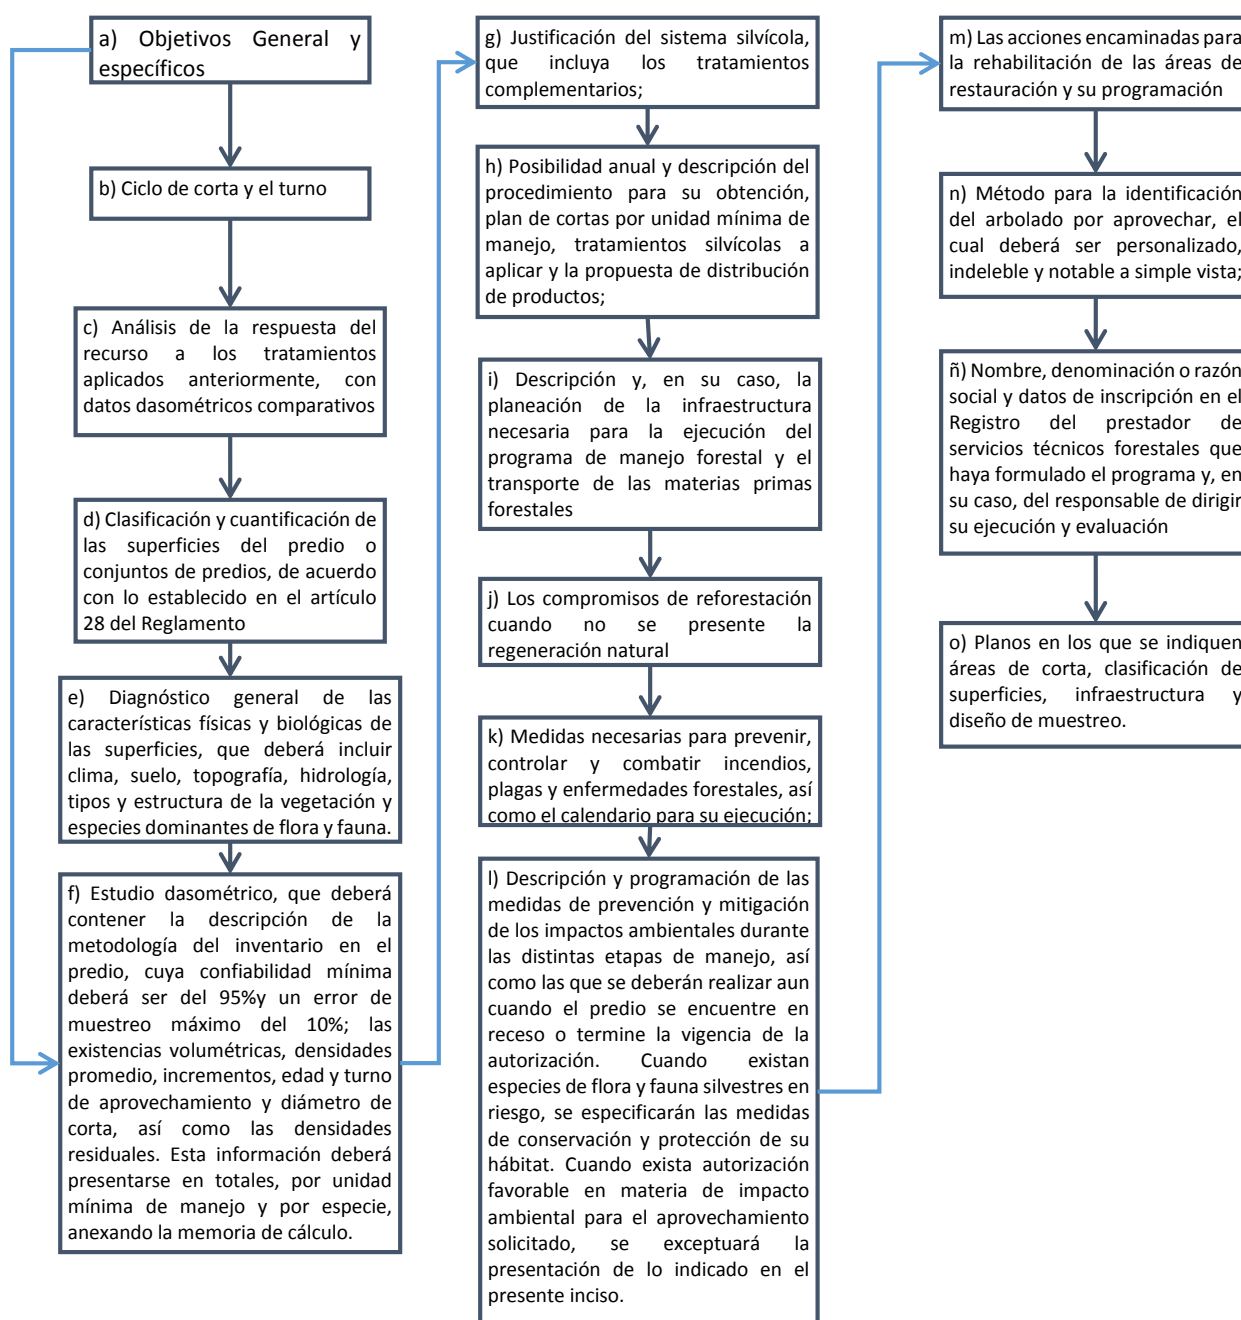 a) Objetivos General y
específicos
b) Ciclo de corta y el turno
c) Análisis de la respuesta del
recurso a los tratamientos
aplicados anteriormente, con
datos dasométricos comparativos
d) Clasificación y cuantificación de
las superficies del predio o
conjuntos de predios, de acuerdo
con lo establecido en el artículo
28 del Reglamento
e) Diagnóstico general de las
características físicas y biológicas de
las superficies, que deberá incluir
clima, suelo, topografía, hidrología,
tipos y estructura de la vegetación y
especies dominantes de flora y fauna.
f) Estudio dasométrico, que deberá
contener la descripción de la
metodología del inventario en el
predio, cuya confiabilidad mínima
deberá ser del 95%y un error de
muestreo máximo del 10%; las
existencias volumétricas, densidades
promedio, incrementos, edad y turno
de aprovechamiento y diámetro de
corta, así como las densidades
residuales. Esta información deberá
presentarse en totales, por unidad
mínima de manejo y por especie,
anexando la memoria de cálculo.
g) Justificación del sistema silvícola,
que incluya los tratamientos
complementarios;
h) Posibilidad anual y descripción del
procedimiento para su obtención,
plan de cortas por unidad mínima de
manejo, tratamientos silvícolas a
aplicar y la propuesta de distribución
de productos;
i) Descripción y, en su caso, la
planeación de la infraestructura
necesaria para la ejecución del
programa de manejo forestal y el
transporte de las materias primas
forestales
j) Los compromisos de reforestación
cuando no se presente la
regeneración natural
k) Medidas necesarias para prevenir,
controlar y combatir incendios,
plagas y enfermedades forestales, así
como el calendario para su ejecución;
l) Descripción y programación de las
medidas de prevención y mitigación
de los impactos ambientales durante
las distintas etapas de manejo, así
como las que se deberán realizar aun
cuando el predio se encuentre en
receso o termine la vigencia de la
autorización. Cuando existan
especies de flora y fauna silvestres en
riesgo, se especificarán las medidas
de conservación y protección de su
hábitat. Cuando exista autorización
favorable en materia de impacto
ambiental para el aprovechamiento
solicitado, se exceptuará la
presentación de lo indicado en el
presente inciso.
m) Las acciones encaminadas para
la rehabilitación de las áreas de
restauración y su programación
n) Método para la identificación
del arbolado por aprovechar, el
cual deberá ser personalizado,
indeleble y notable a simple vista;
ñ) Nombre, denominación o razón
social y datos de inscripción en el
Registro del prestador de
servicios técnicos forestales que
haya formulado el programa y, en
su caso, del responsable de dirigir
su ejecución y evaluación
o) Planos en los que se indiquen
áreas de corta, clasificación de
superficies, infraestructura y
diseño de muestreo.